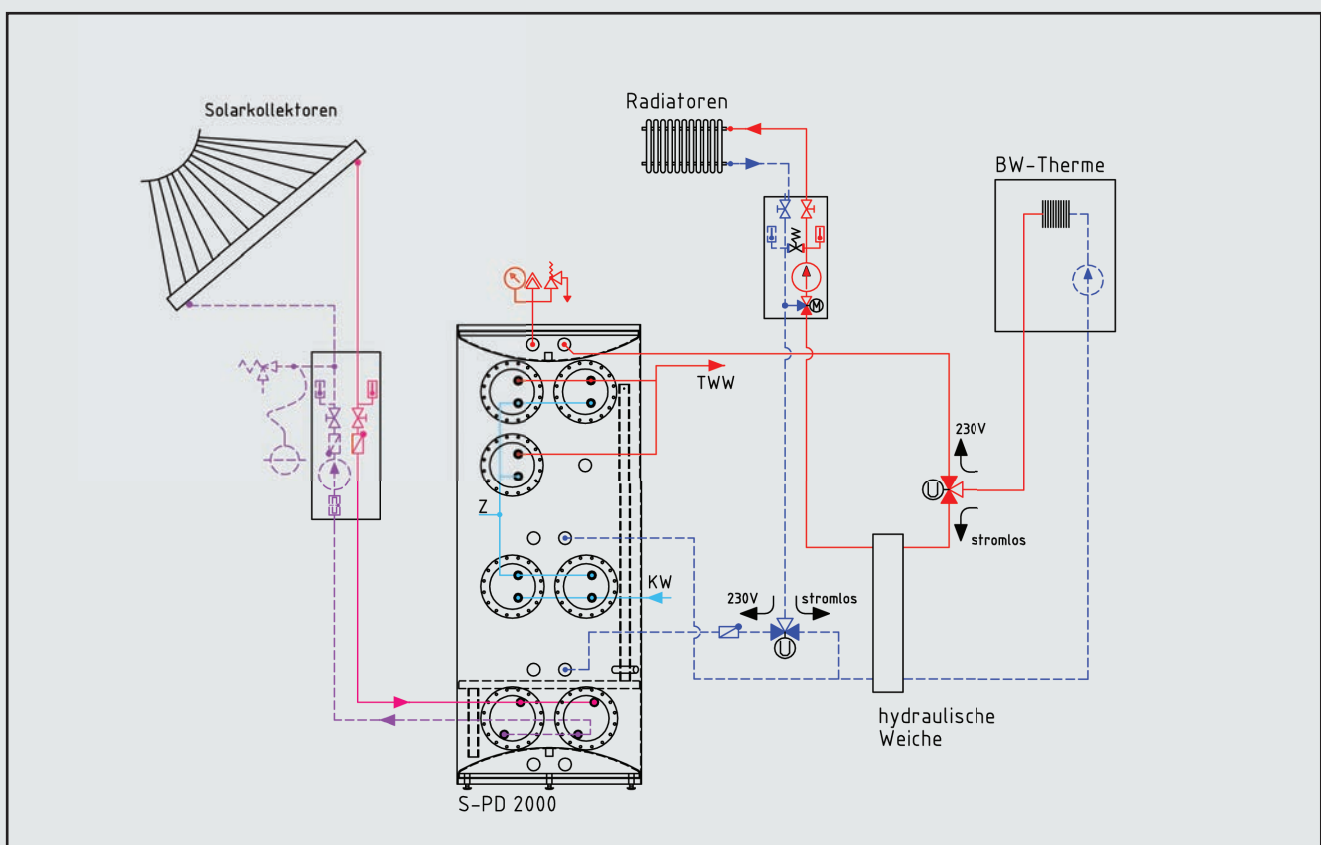 Solarkollektoren
Radiatoren
BW-Therme
M
TWW
230V
U
Z
stromlos
KW
230V
stromlos
U
hydraulische
Weiche
S-PD 2000